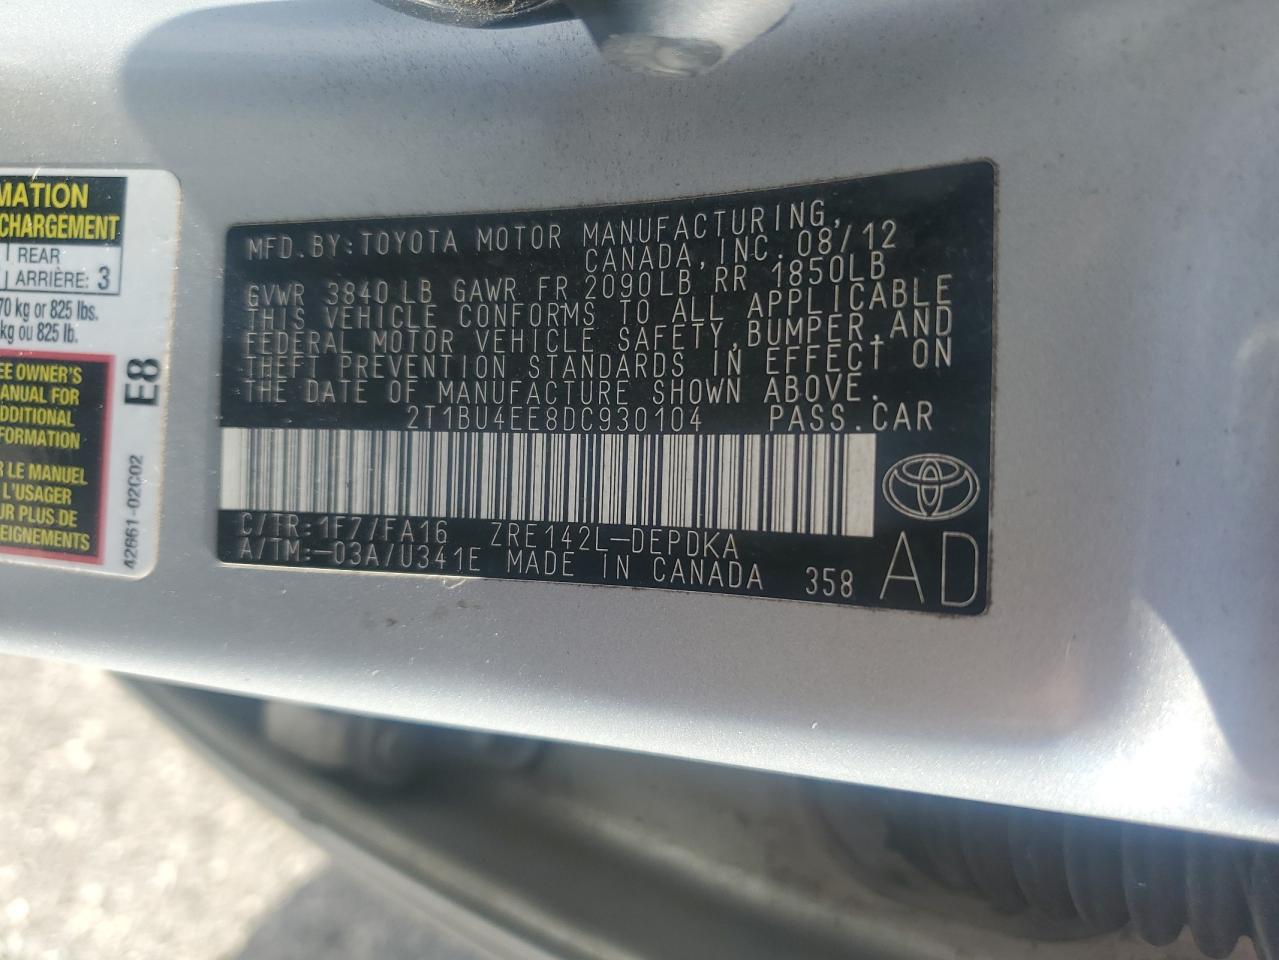 MATION
CHARGEMENT
REAR
ARRIÈRE: 3
70 kg or 825 lbs.
kg ou 825 lb.
EE OWNER'S
ANUAL FOR
DDITIONAL
FORMATION
R LE MANUEL
L'USAGER
UR PLUS DE
EIGNEMENTS
E8
42661-02C02
MFD.BY:TOYOTA MOTOR MANUFACTURING,
CANADA,INC.08/12
GVWR 3840LB GAWR FR 2090LB RR 1850LB
THIS VEHICLE CONFORMS TO ALL APPLICABLE
FEDERAL MOTOR VEHICLE SAFETY,BUMPER,AND
THEFT PREVENTION STANDARDS IN EFFECT ON
THE DATE OF MANUFACTURE SHOWN ABOVE.
2T1BU4EE8DC930104 PASS.CAR
C/TR:1F7/FA16 ZRE142L-DEPDKA
A/TM:-03A/U341E MADE IN CANADA 358
AD